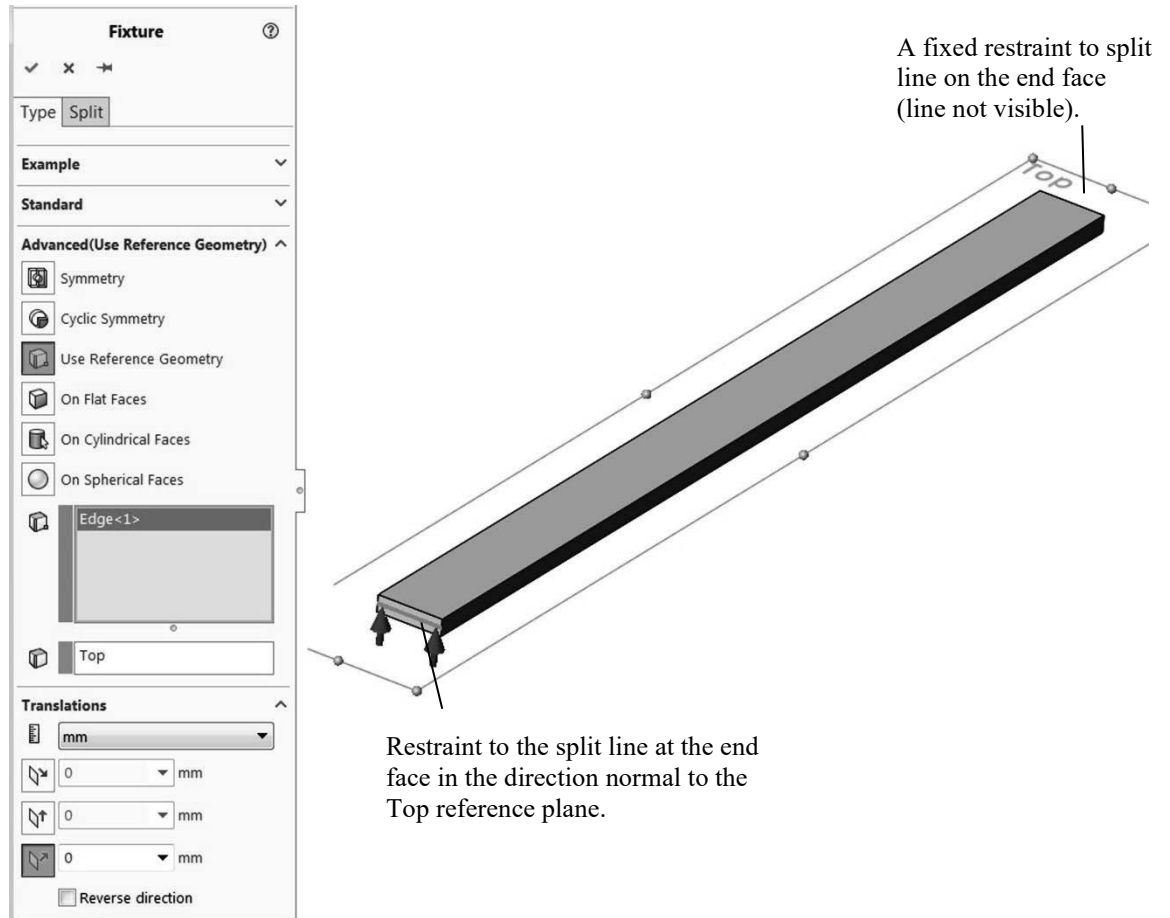 Fixture
Type Split
Example
Standard
Advanced(Use Reference Geometry)
Symmetry
Cyclic Symmetry
Use Reference Geometry
On Flat Faces
On Cylindrical Faces
On Spherical Faces
Edge<1>
Top
Translations
mm
0 mm
0 mm
0 mm
Reverse direction
A fixed restraint to split
line on the end face
(line not visible).
Top
Restraint to the split line at the end
face in the direction normal to the
Top reference plane.